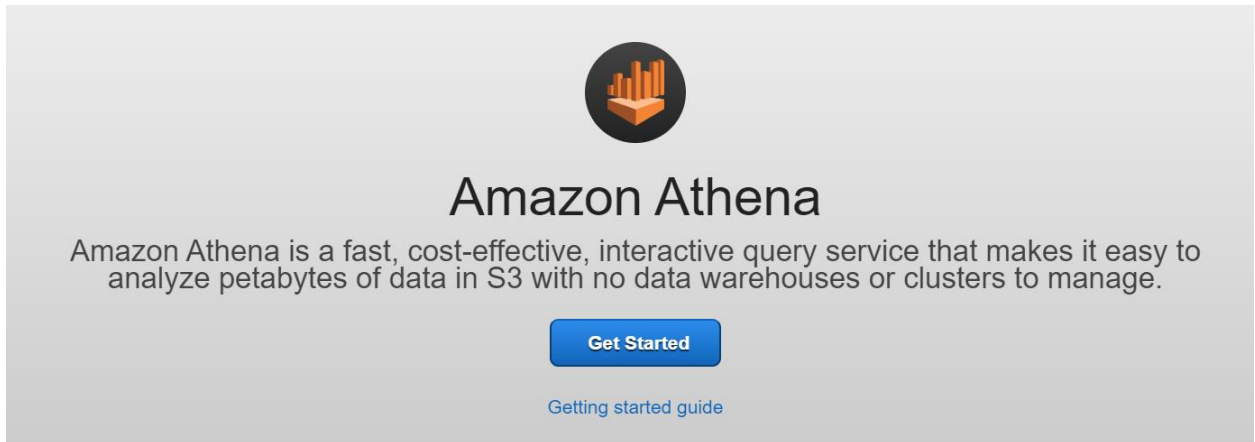 Amazon Athena
Amazon Athena is a fast, cost-effective, interactive query service that makes it easy to
analyze petabytes of data in S3 with no data warehouses or clusters to manage.
Get Started
Getting started guide